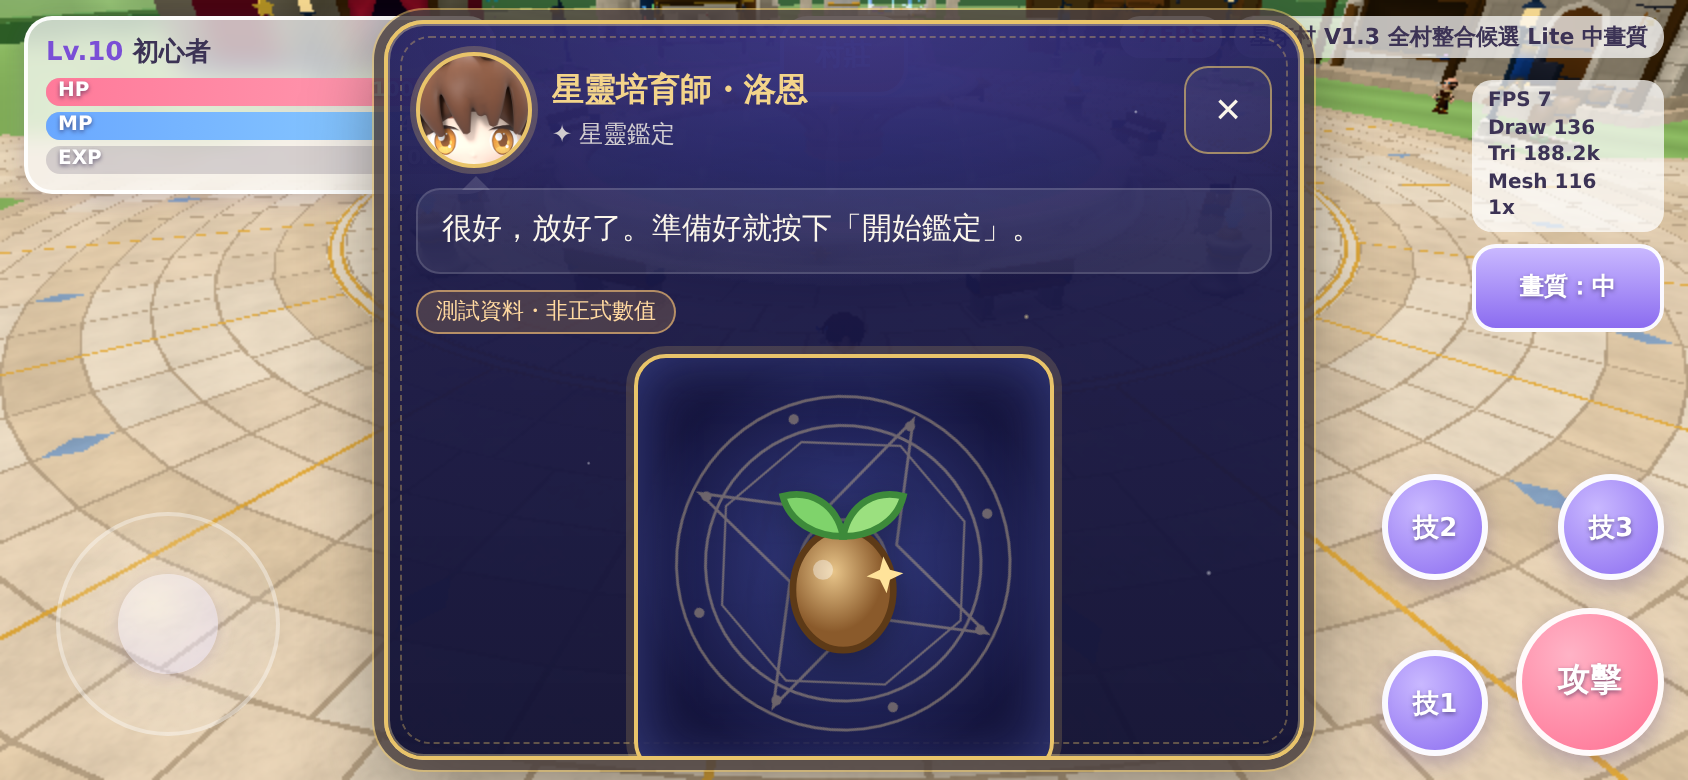 Lv.10 初心者
HP
MP
EXP
星靈培育師・洛恩
✦ 星靈鑑定
×
很好，放好了。準備好就按下「開始鑑定」。
測試資料・非正式數值
村 V1.3 全村整合候選 Lite 中畫質
FPS 7
Draw 136
Tri 188.2k
Mesh 116
1x
畫質：中
技2
技3
技1
攻擊